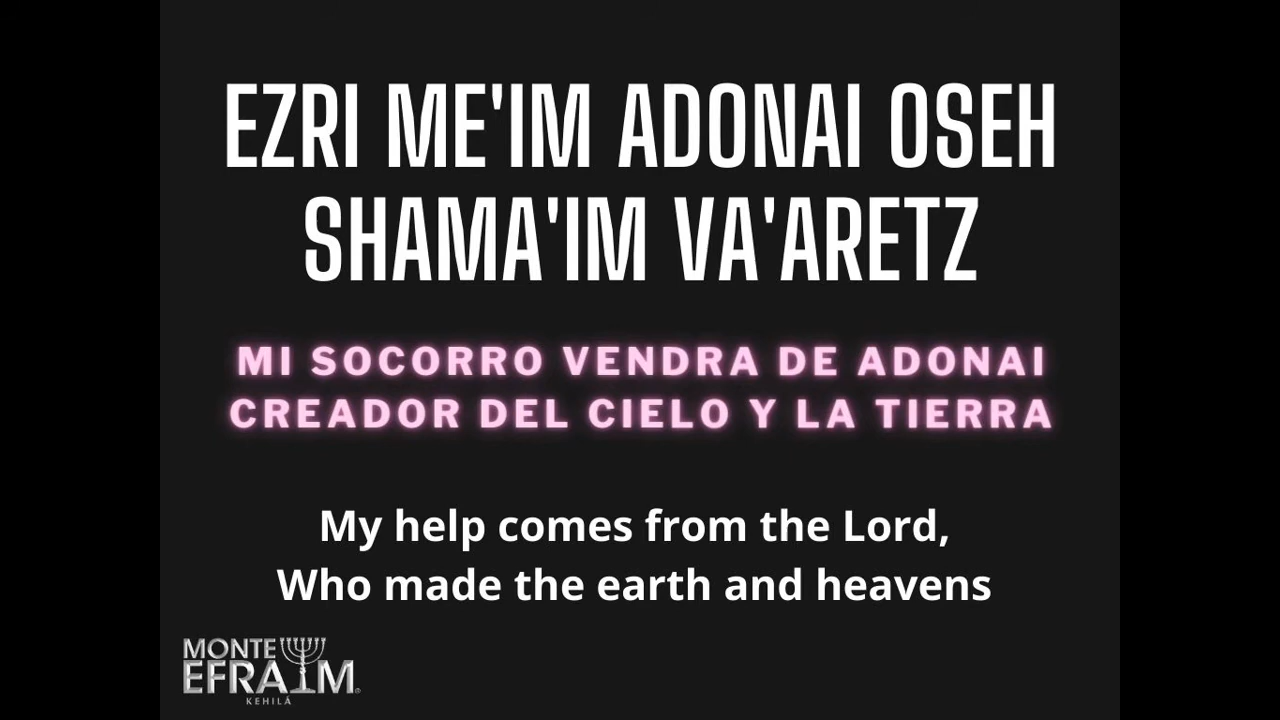 EZRI ME'IM ADONAI OSEH
SHAMA'IM VA'ARETZ
MI SOCORRO VENDRA DE ADONAI
CREADOR DEL CIELO Y LA TIERRA
My help comes from the Lord,
Who made the earth and heavens
MONTE
EFRAIM
KEHILÁ